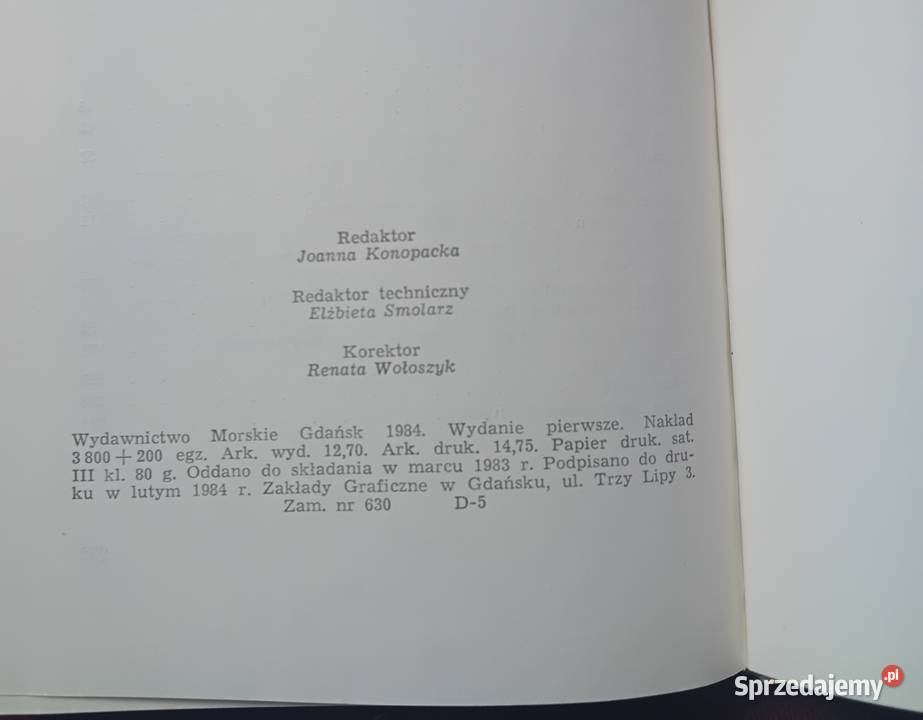 Redaktor
Joanna Konopacka
Redaktor techniczny
Elżbieta Smolarz
Korektor
Renata Wołoszyk
Wydawnictwo Morskie Gdańsk 1984. Wydanie pierwsze. Nakład
3 800 + 200 egz. Ark. wyd. 12,70. Ark. druk. 14,75. Papier druk. sat.
III kl. 80 g. Oddano do składania w marcu 1983 r. Podpisano do dru-
ku w lutym 1984 r. Zakłady Graficzne w Gdańsku, ul. Trzy Lipy 3.
Zam. nr 630 D-5
Sprzedajemy.pl